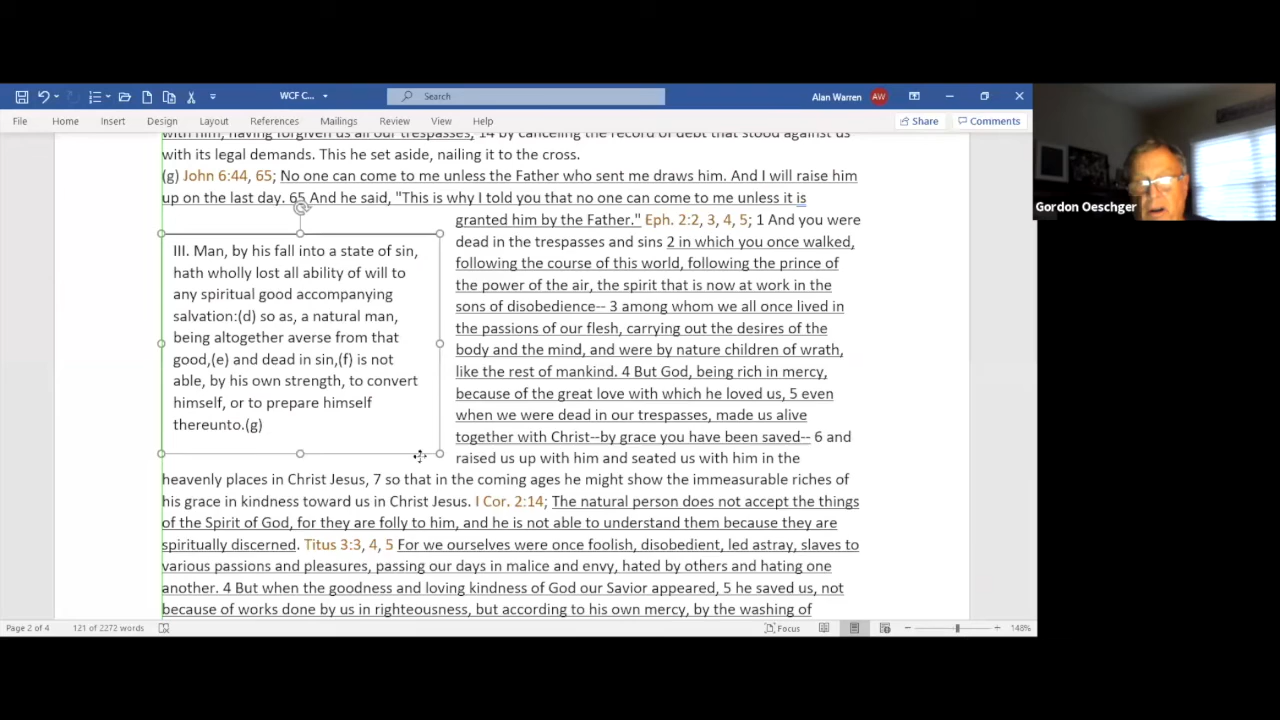 WCF C...
Search
Alan Warren AW
File Home Insert Design Layout References Mailings Review View Help Share Comments
with him, having forgiven us all our trespasses, 14 by canceling the record of debt that stood against us
with its legal demands. This he set aside, nailing it to the cross.
(g) John 6:44, 65; No one can come to me unless the Father who sent me draws him. And I will raise him
up on the last day. 65 And he said, "This is why I told you that no one can come to me unless it is
granted him by the Father." Eph. 2:2, 3, 4, 5; 1 And you were
dead in the trespasses and sins 2 in which you once walked,
following the course of this world, following the prince of
the power of the air, the spirit that is now at work in the
sons of disobedience-- 3 among whom we all once lived in
the passions of our flesh, carrying out the desires of the
body and the mind, and were by nature children of wrath,
like the rest of mankind. 4 But God, being rich in mercy,
because of the great love with which he loved us, 5 even
when we were dead in our trespasses, made us alive
together with Christ--by grace you have been saved-- 6 and
raised us up with him and seated us with him in the
III. Man, by his fall into a state of sin,
hath wholly lost all ability of will to
any spiritual good accompanying
salvation:(d) so as, a natural man,
being altogether averse from that
good,(e) and dead in sin,(f) is not
able, by his own strength, to convert
himself, or to prepare himself
thereunto.(g)
heavenly places in Christ Jesus, 7 so that in the coming ages he might show the immeasurable riches of
his grace in kindness toward us in Christ Jesus. I Cor. 2:14; The natural person does not accept the things
of the Spirit of God, for they are folly to him, and he is not able to understand them because they are
spiritually discerned. Titus 3:3, 4, 5 For we ourselves were once foolish, disobedient, led astray, slaves to
various passions and pleasures, passing our days in malice and envy, hated by others and hating one
another. 4 But when the goodness and loving kindness of God our Savior appeared, 5 he saved us, not
because of works done by us in righteousness, but according to his own mercy, by the washing of
Page 2 of 4 121 of 2272 words Focus 148%
Gordon Oeschger